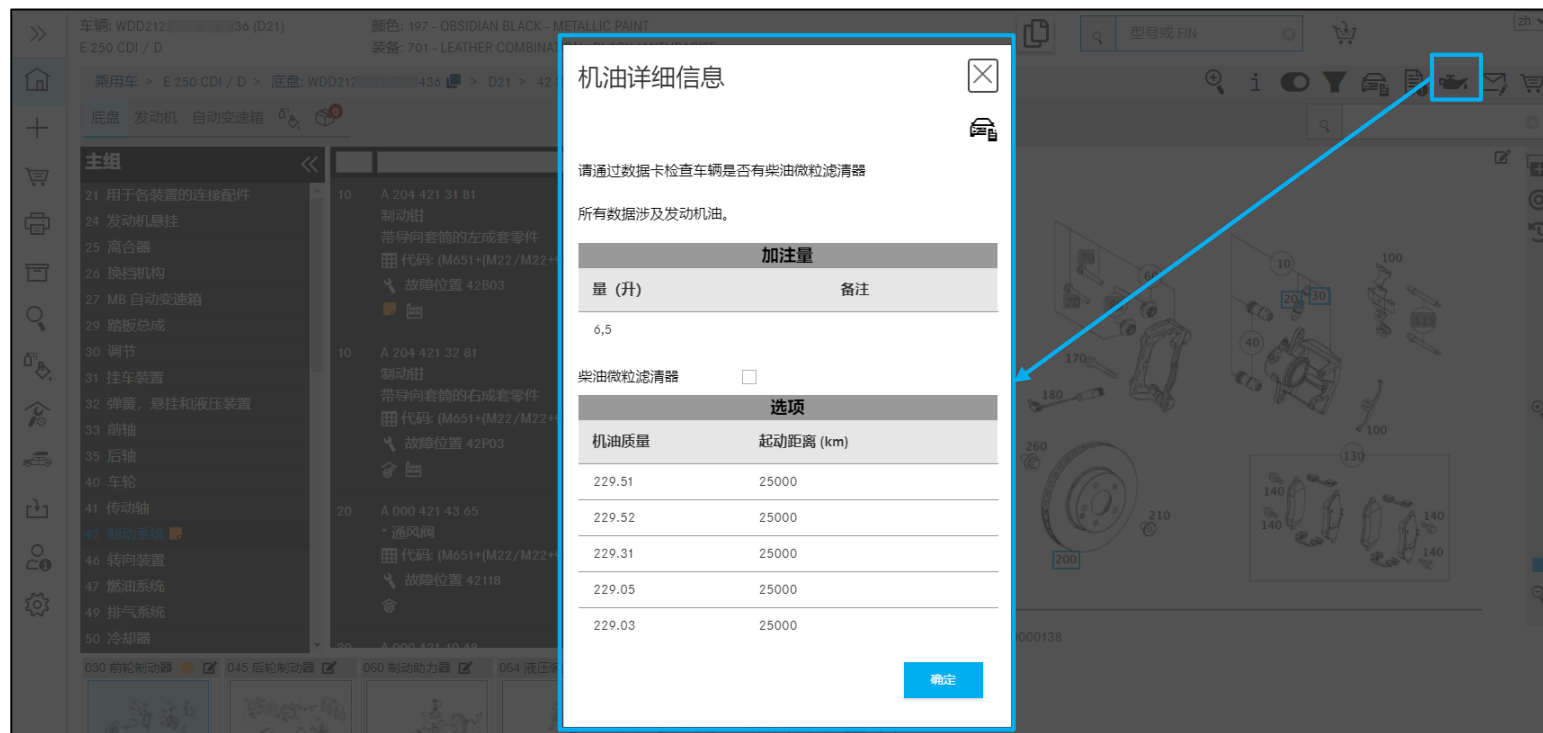 车辆: WDD212 36 (D21)
E 250 CDI / D
颜色: 197 - OBSIDIAN BLACK - METALLIC PAINT
装备: 701 - LEATHER COMBINAT
型号或 FIN
zh
乘用车 > E 250 CDI / D > 底盘: WDD212 436 > D21 > 42
底盘 发动机 自动变速箱
0
主组
21 用于各装置的连接配件
24 发动机悬挂
25 离合器
26 换档机构
27 MB 自动变速箱
29 踏板总成
30 调节
31 挂车装置
32 弹簧, 悬挂和液压装置
33 前轴
35 后轴
40 车轮
41 传动轴
42 制动系统
46 转向装置
47 燃油系统
49 排气系统
50 冷却器
10 A 204 421 31 81
制动钳
带导向套筒的左成套零件
代码: (M651+(M22/M22+
故障位置 42B03
10 A 204 421 32 81
制动钳
带导向套筒的右成套零件
代码: (M651+(M22/M22+
故障位置 42P03
20 A 000 421 43 65
· 通风阀
代码: (M651+(M22/M22+
故障位置 42118
030 前轮制动器
045 后轮制动器
060 制动助力器
机油详细信息
请通过数据卡检查车辆是否有柴油微粒滤清器
所有数据涉及发动机油。
加注量
量 (升) 备注
6,5
柴油微粒滤清器
选项
机油质量 起动距离 (km)
229.51 25000
229.52 25000
229.31 25000
229.05 25000
229.03 25000
确定
70
60
70
10
20
30
100
115
40
170
180
100
260
210
200
130
140
140
140
140
0000138